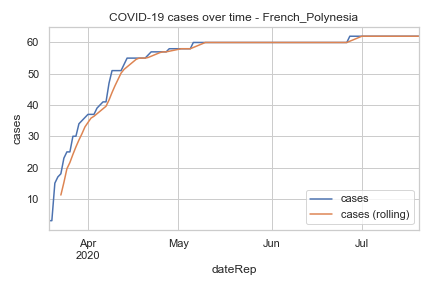 COVID-19 cases over time - French_Polynesia
60
50
40
30
20
10
cases
cases
cases (rolling)
Apr
2020
May
Jun
Jul
dateRep